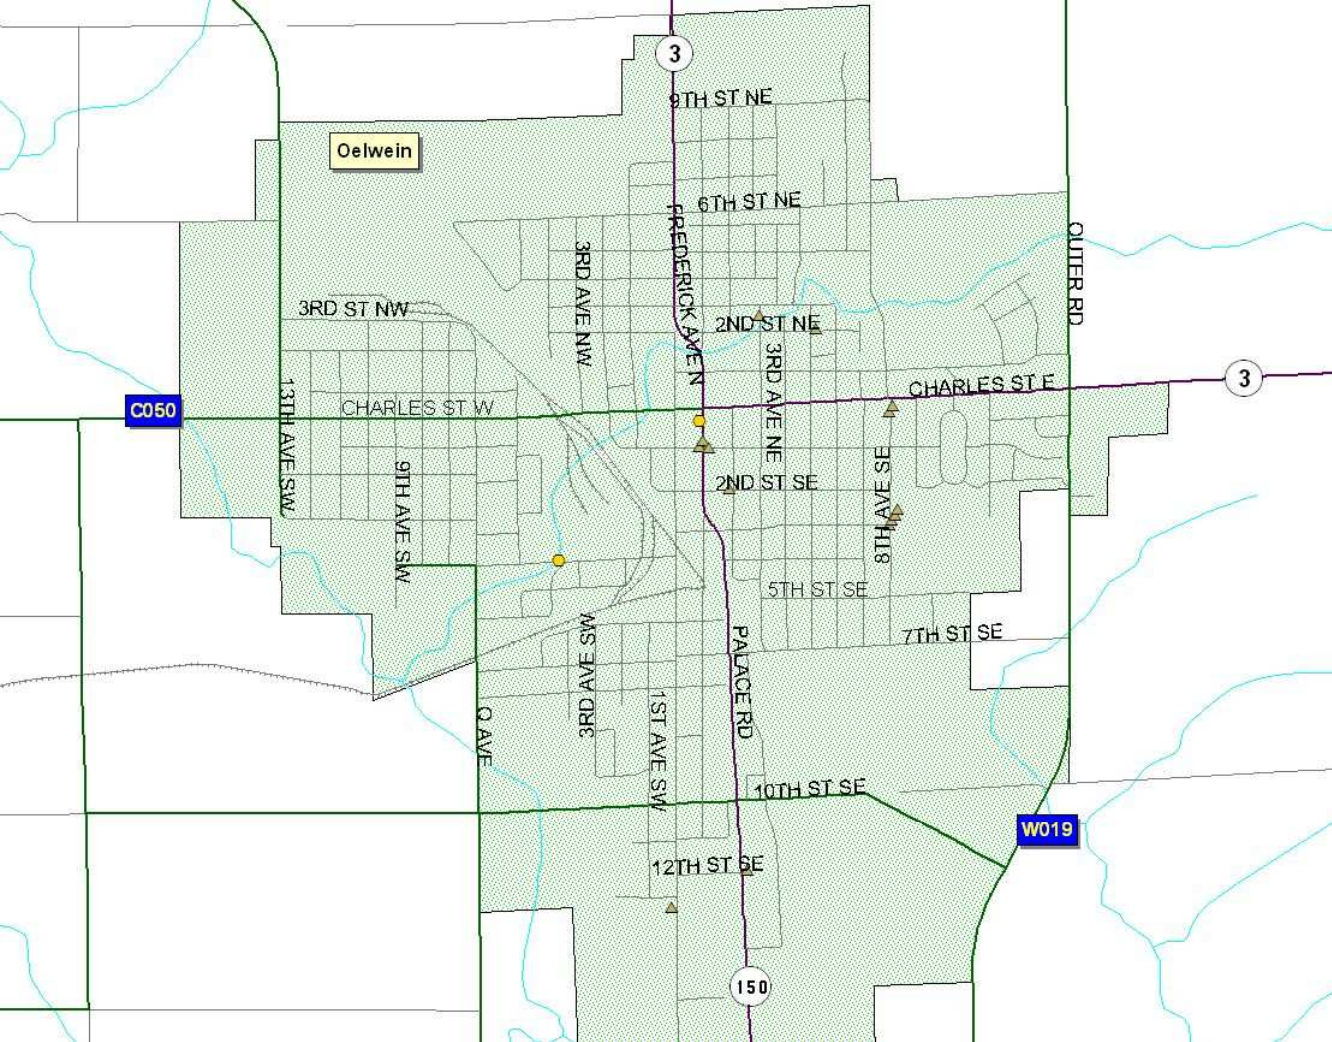 3
9TH ST NE
Oelwein
6TH ST NE
FREDERICK AVE N
OUTER RD
3RD AVE NW
3RD ST NW
2ND ST NE
3RD AVE NE
3
CHARLES ST E
13TH AVE SW
CHARLES ST W
C050
8TH AVE SE
9TH AVE SW
2ND ST SE
5TH ST SE
3RD AVE SW
PALACE RD
7TH ST SE
1ST AVE SW
Q AVE
10TH ST SE
W019
12TH ST SE
150